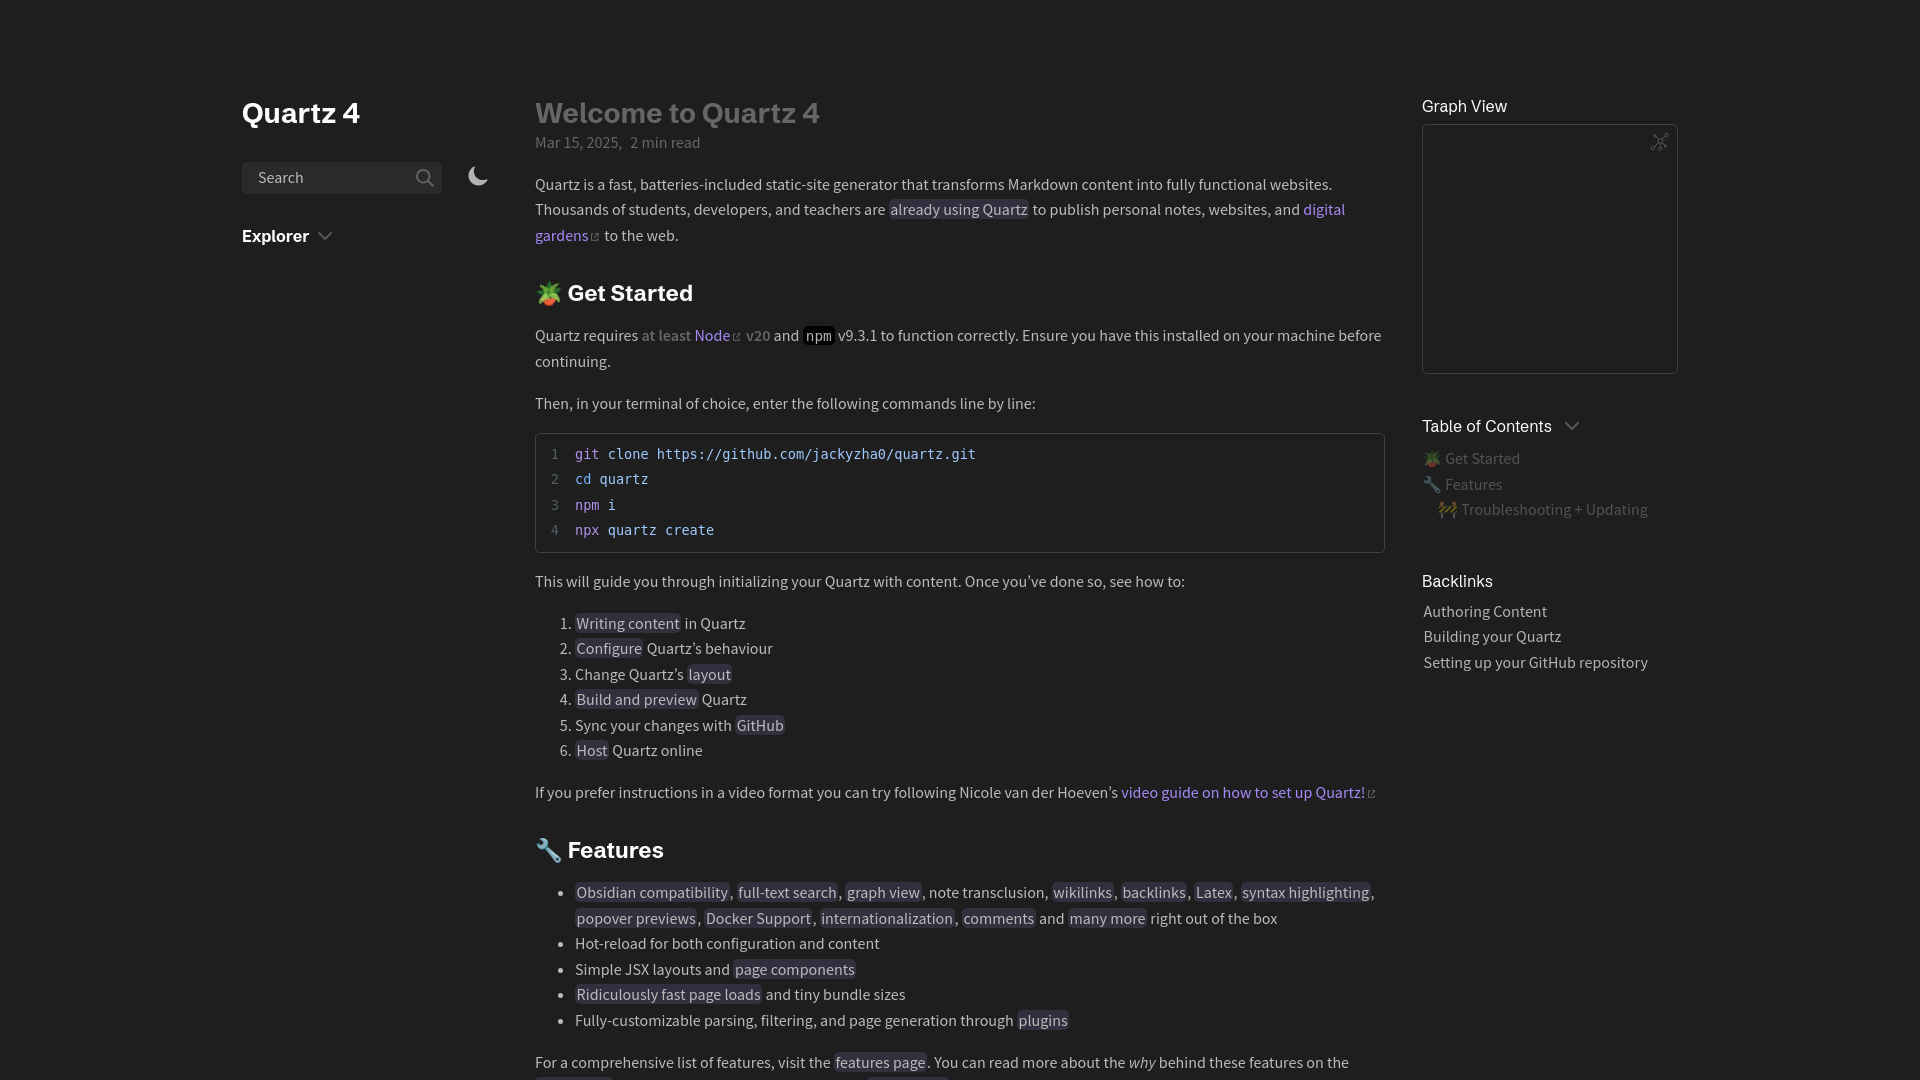 Quartz 4
Search
Explorer
Welcome to Quartz 4
Mar 15, 2025, 2 min read
Quartz is a fast, batteries-included static-site generator that transforms Markdown content into fully functional websites.
Thousands of students, developers, and teachers are already using Quartz to publish personal notes, websites, and digital
gardens to the web.
🪴 Get Started
Quartz requires at least Node v20 and npm v9.3.1 to function correctly. Ensure you have this installed on your machine before
continuing.
Then, in your terminal of choice, enter the following commands line by line:
1 git clone https://github.com/jackyzha0/quartz.git
2 cd quartz
3 npm i
4 npx quartz create
This will guide you through initializing your Quartz with content. Once you’ve done so, see how to:
1. Writing content in Quartz
2. Configure Quartz’s behaviour
3. Change Quartz’s layout
4. Build and preview Quartz
5. Sync your changes with GitHub
6. Host Quartz online
If you prefer instructions in a video format you can try following Nicole van der Hoeven’s video guide on how to set up Quartz!
🔧 Features
• Obsidian compatibility, full-text search, graph view, note transclusion, wikilinks, backlinks, Latex, syntax highlighting,
popover previews, Docker Support, internationalization, comments and many more right out of the box
• Hot-reload for both configuration and content
• Simple JSX layouts and page components
• Ridiculously fast page loads and tiny bundle sizes
• Fully-customizable parsing, filtering, and page generation through plugins
For a comprehensive list of features, visit the features page. You can read more about the why behind these features on the
Graph View
Table of Contents
🪴 Get Started
🔧 Features
🚧 Troubleshooting + Updating
Backlinks
Authoring Content
Building your Quartz
Setting up your GitHub repository